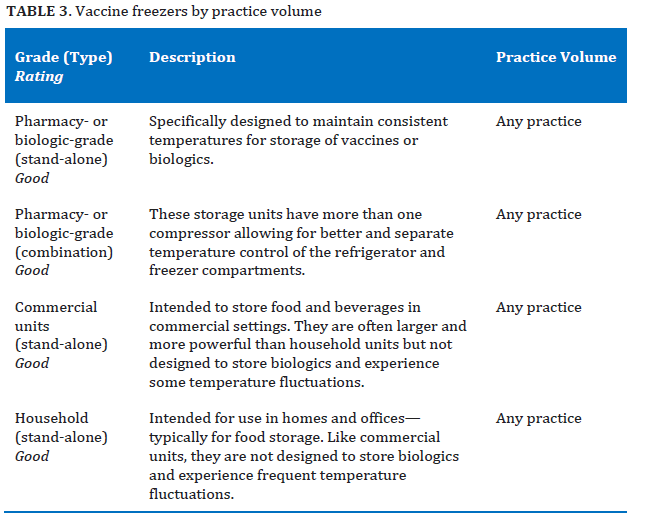 TABLE 3. Vaccine freezers by practice volume
Grade (Type)
Rating
Description
Practice Volume
Pharmacy- or
biologic-grade
(stand-alone)
Good
Specifically designed to maintain consistent
temperatures for storage of vaccines or
biologics.
Any practice
Pharmacy- or
biologic-grade
(combination)
Good
These storage units have more than one
compressor allowing for better and separate
temperature control of the refrigerator and
freezer compartments.
Any practice
Commercial
units
(stand-alone)
Good
Intended to store food and beverages in
commercial settings. They are often larger and
more powerful than household units but not
designed to store biologics and experience
some temperature fluctuations.
Any practice
Household
(stand-alone)
Good
Intended for use in homes and offices—
typically for food storage. Like commercial
units, they are not designed to store biologics
and experience frequent temperature
fluctuations.
Any practice